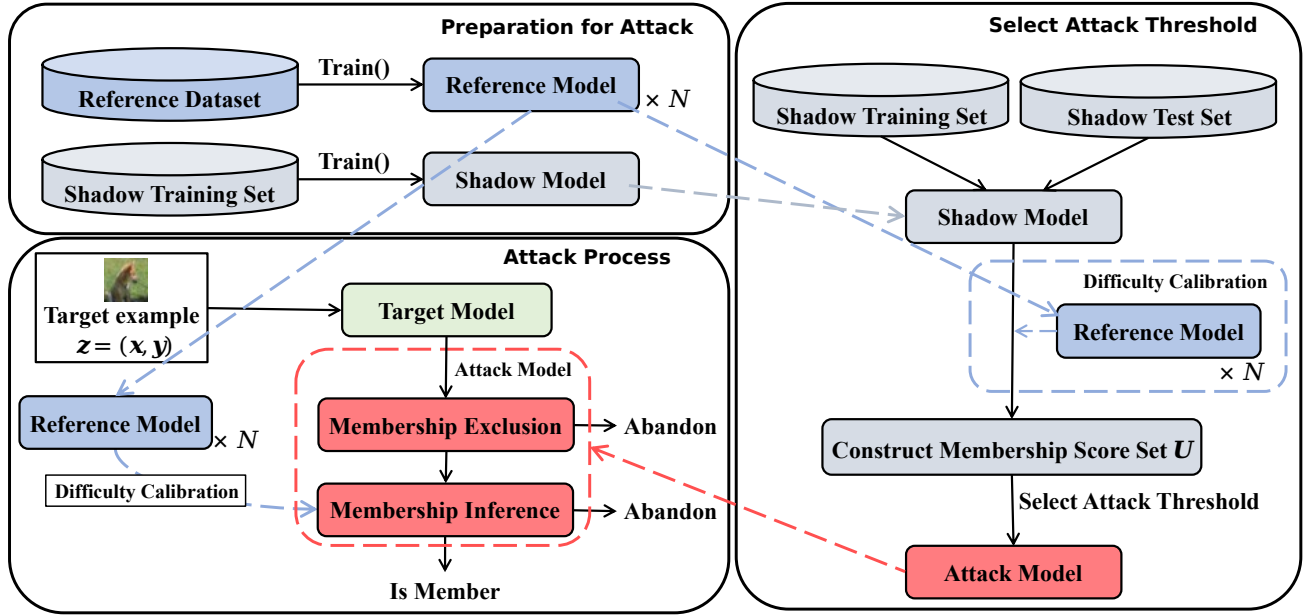 Preparation for Attack
Reference Dataset
Train()
Reference Model
× N
Shadow Training Set
Train()
Shadow Model
Attack Process
Target example
z = (x, y)
Target Model
Attack Model
Reference Model
× N
Membership Exclusion
Abandon
Difficulty Calibration
Membership Inference
Abandon
Is Member
Select Attack Threshold
Shadow Training Set
Shadow Test Set
Shadow Model
Difficulty Calibration
Reference Model
× N
Construct Membership Score Set U
Select Attack Threshold
Attack Model